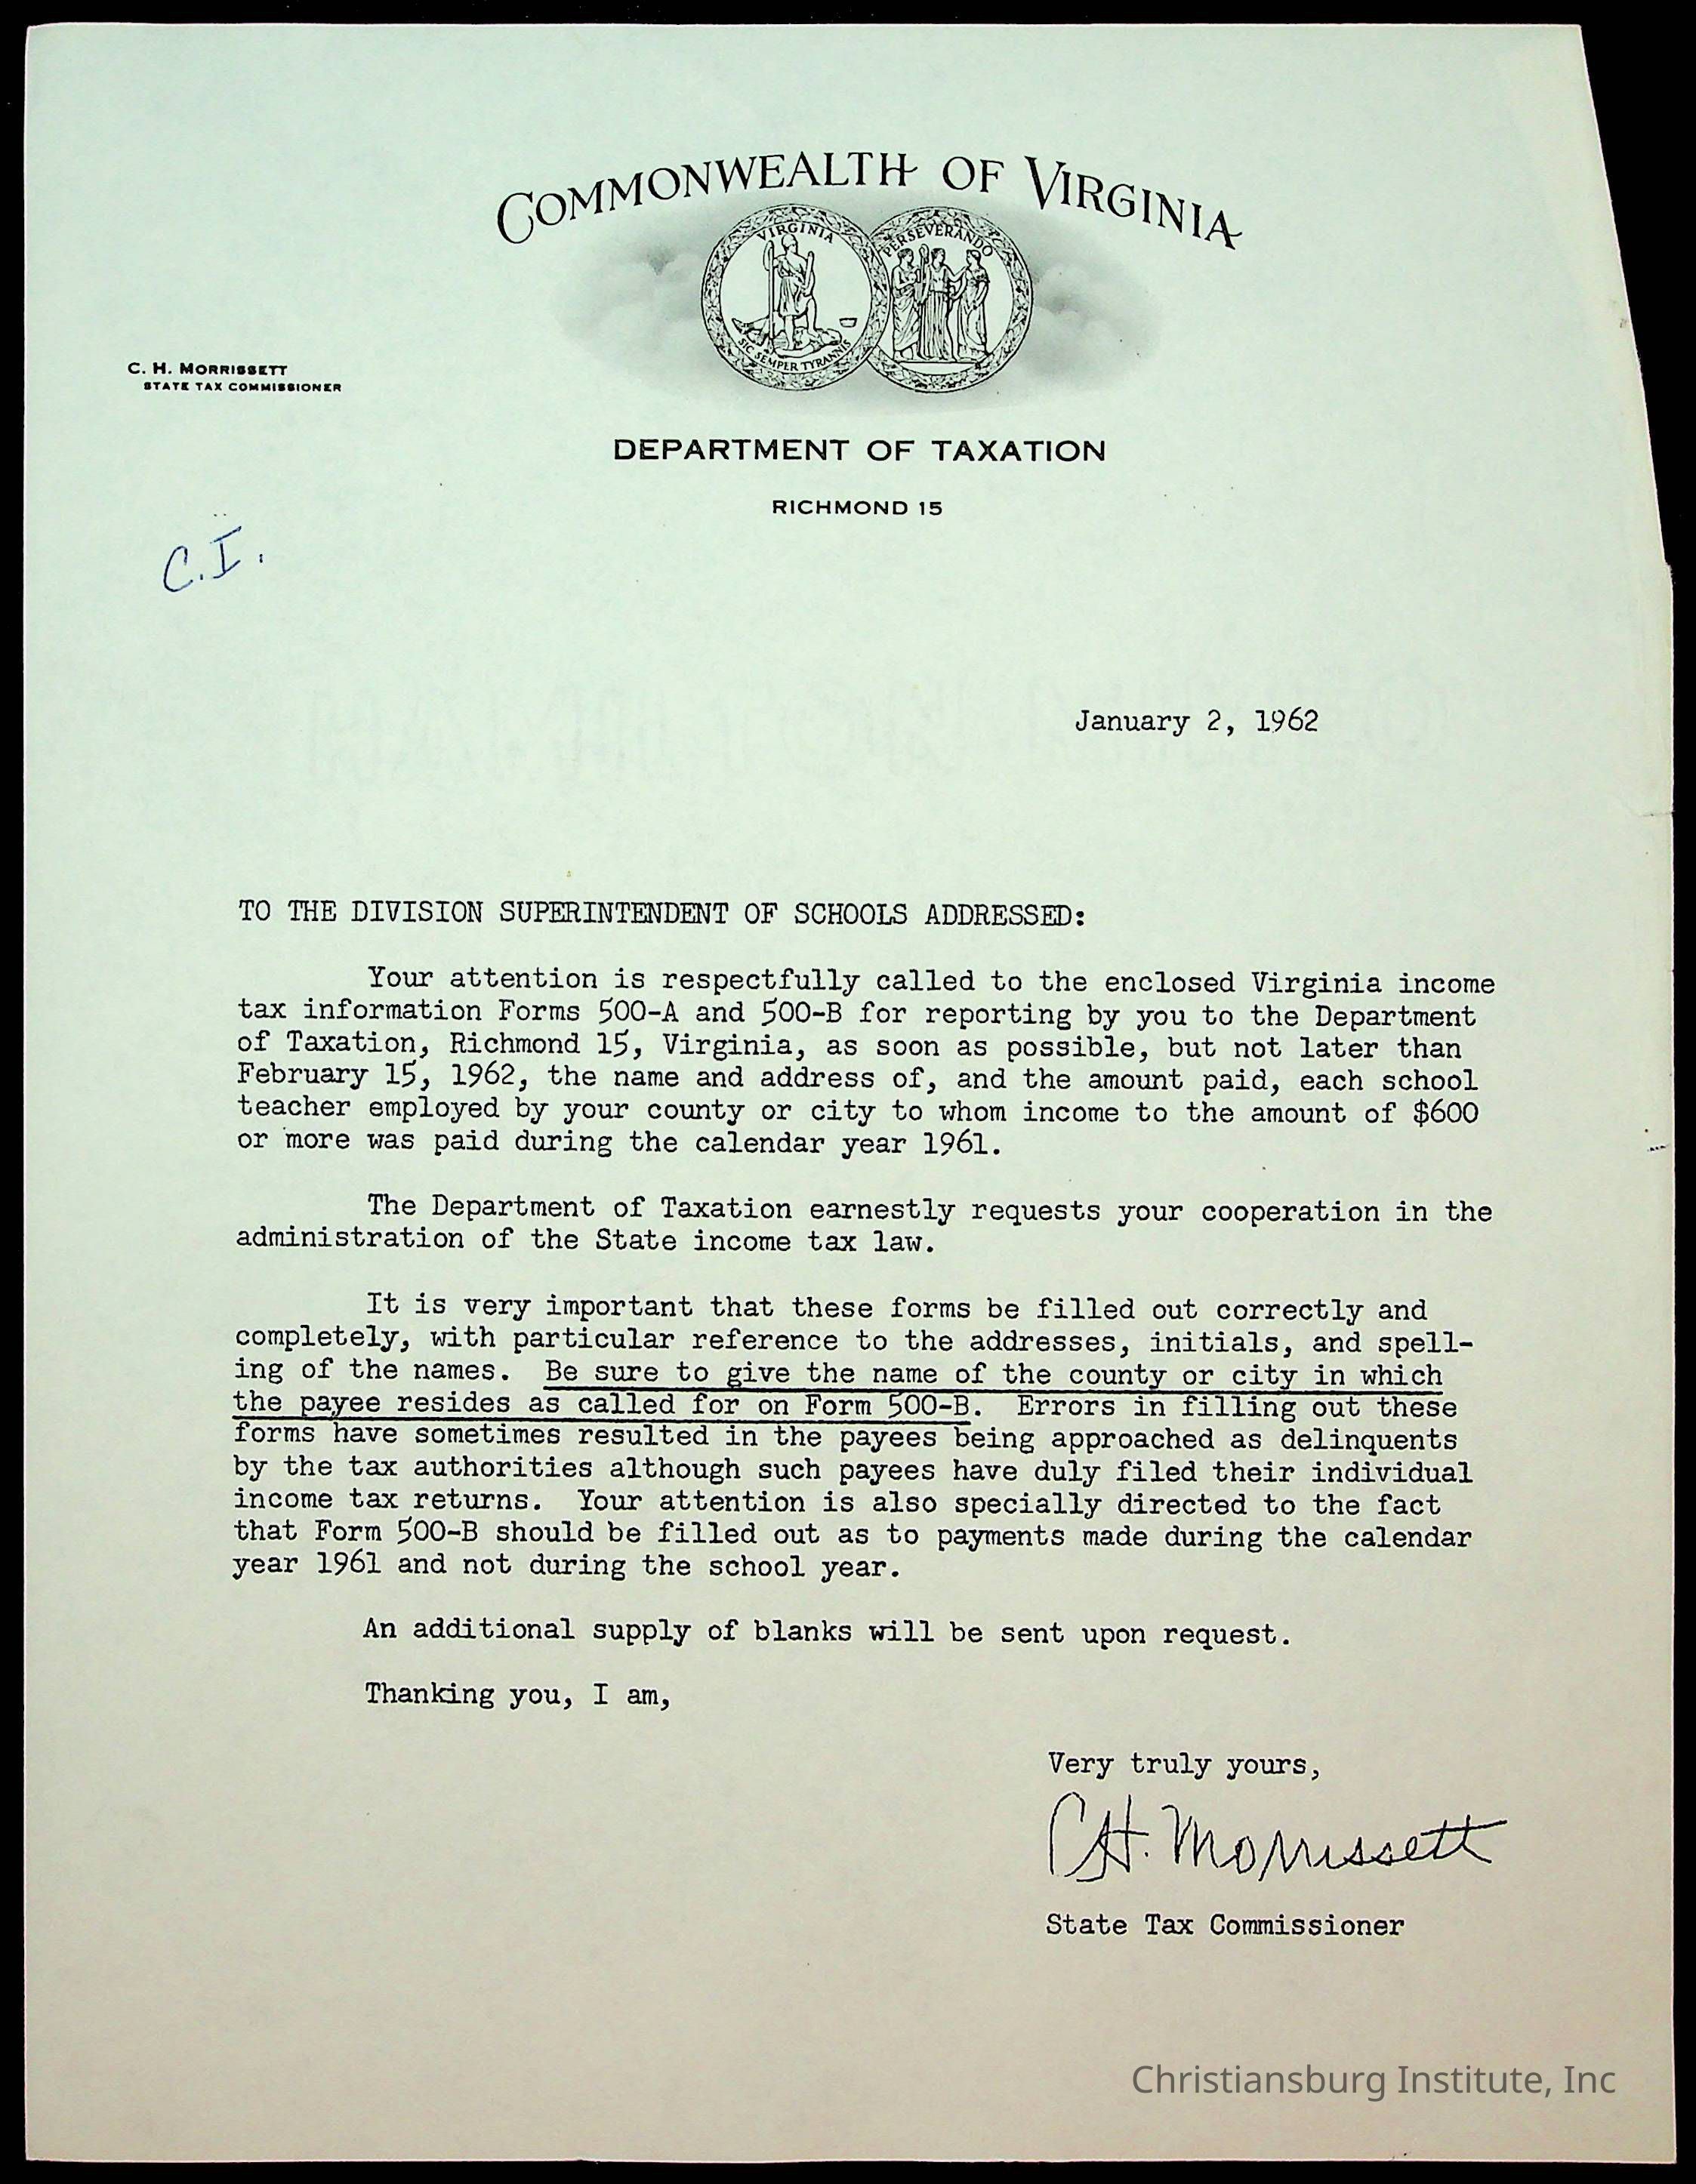 COMMONWEALTH OF VIRGINIA
VIRGINIA
PERSEVERANDO
SIC SEMPER TYRANNIS
C. H. MORRISSETT
STATE TAX COMMISSIONER
DEPARTMENT OF TAXATION
RICHMOND 15
C.I.
January 2, 1962
TO THE DIVISION SUPERINTENDENT OF SCHOOLS ADDRESSED:
Your attention is respectfully called to the enclosed Virginia income
tax information Forms 500-A and 500-B for reporting by you to the Department
of Taxation, Richmond 15, Virginia, as soon as possible, but not later than
February 15, 1962, the name and address of, and the amount paid, each school
teacher employed by your county or city to whom income to the amount of $600
or more was paid during the calendar year 1961.
The Department of Taxation earnestly requests your cooperation in the
administration of the State income tax law.
It is very important that these forms be filled out correctly and
completely, with particular reference to the addresses, initials, and spell-
ing of the names. Be sure to give the name of the county or city in which
the payee resides as called for on Form 500-B. Errors in filling out these
forms have sometimes resulted in the payees being approached as delinquents
by the tax authorities although such payees have duly filed their individual
income tax returns. Your attention is also specially directed to the fact
that Form 500-B should be filled out as to payments made during the calendar
year 1961 and not during the school year.
An additional supply of blanks will be sent upon request.
Thanking you, I am,
Very truly yours,
C H. Morrissett
State Tax Commissioner
Christiansburg Institute, Inc